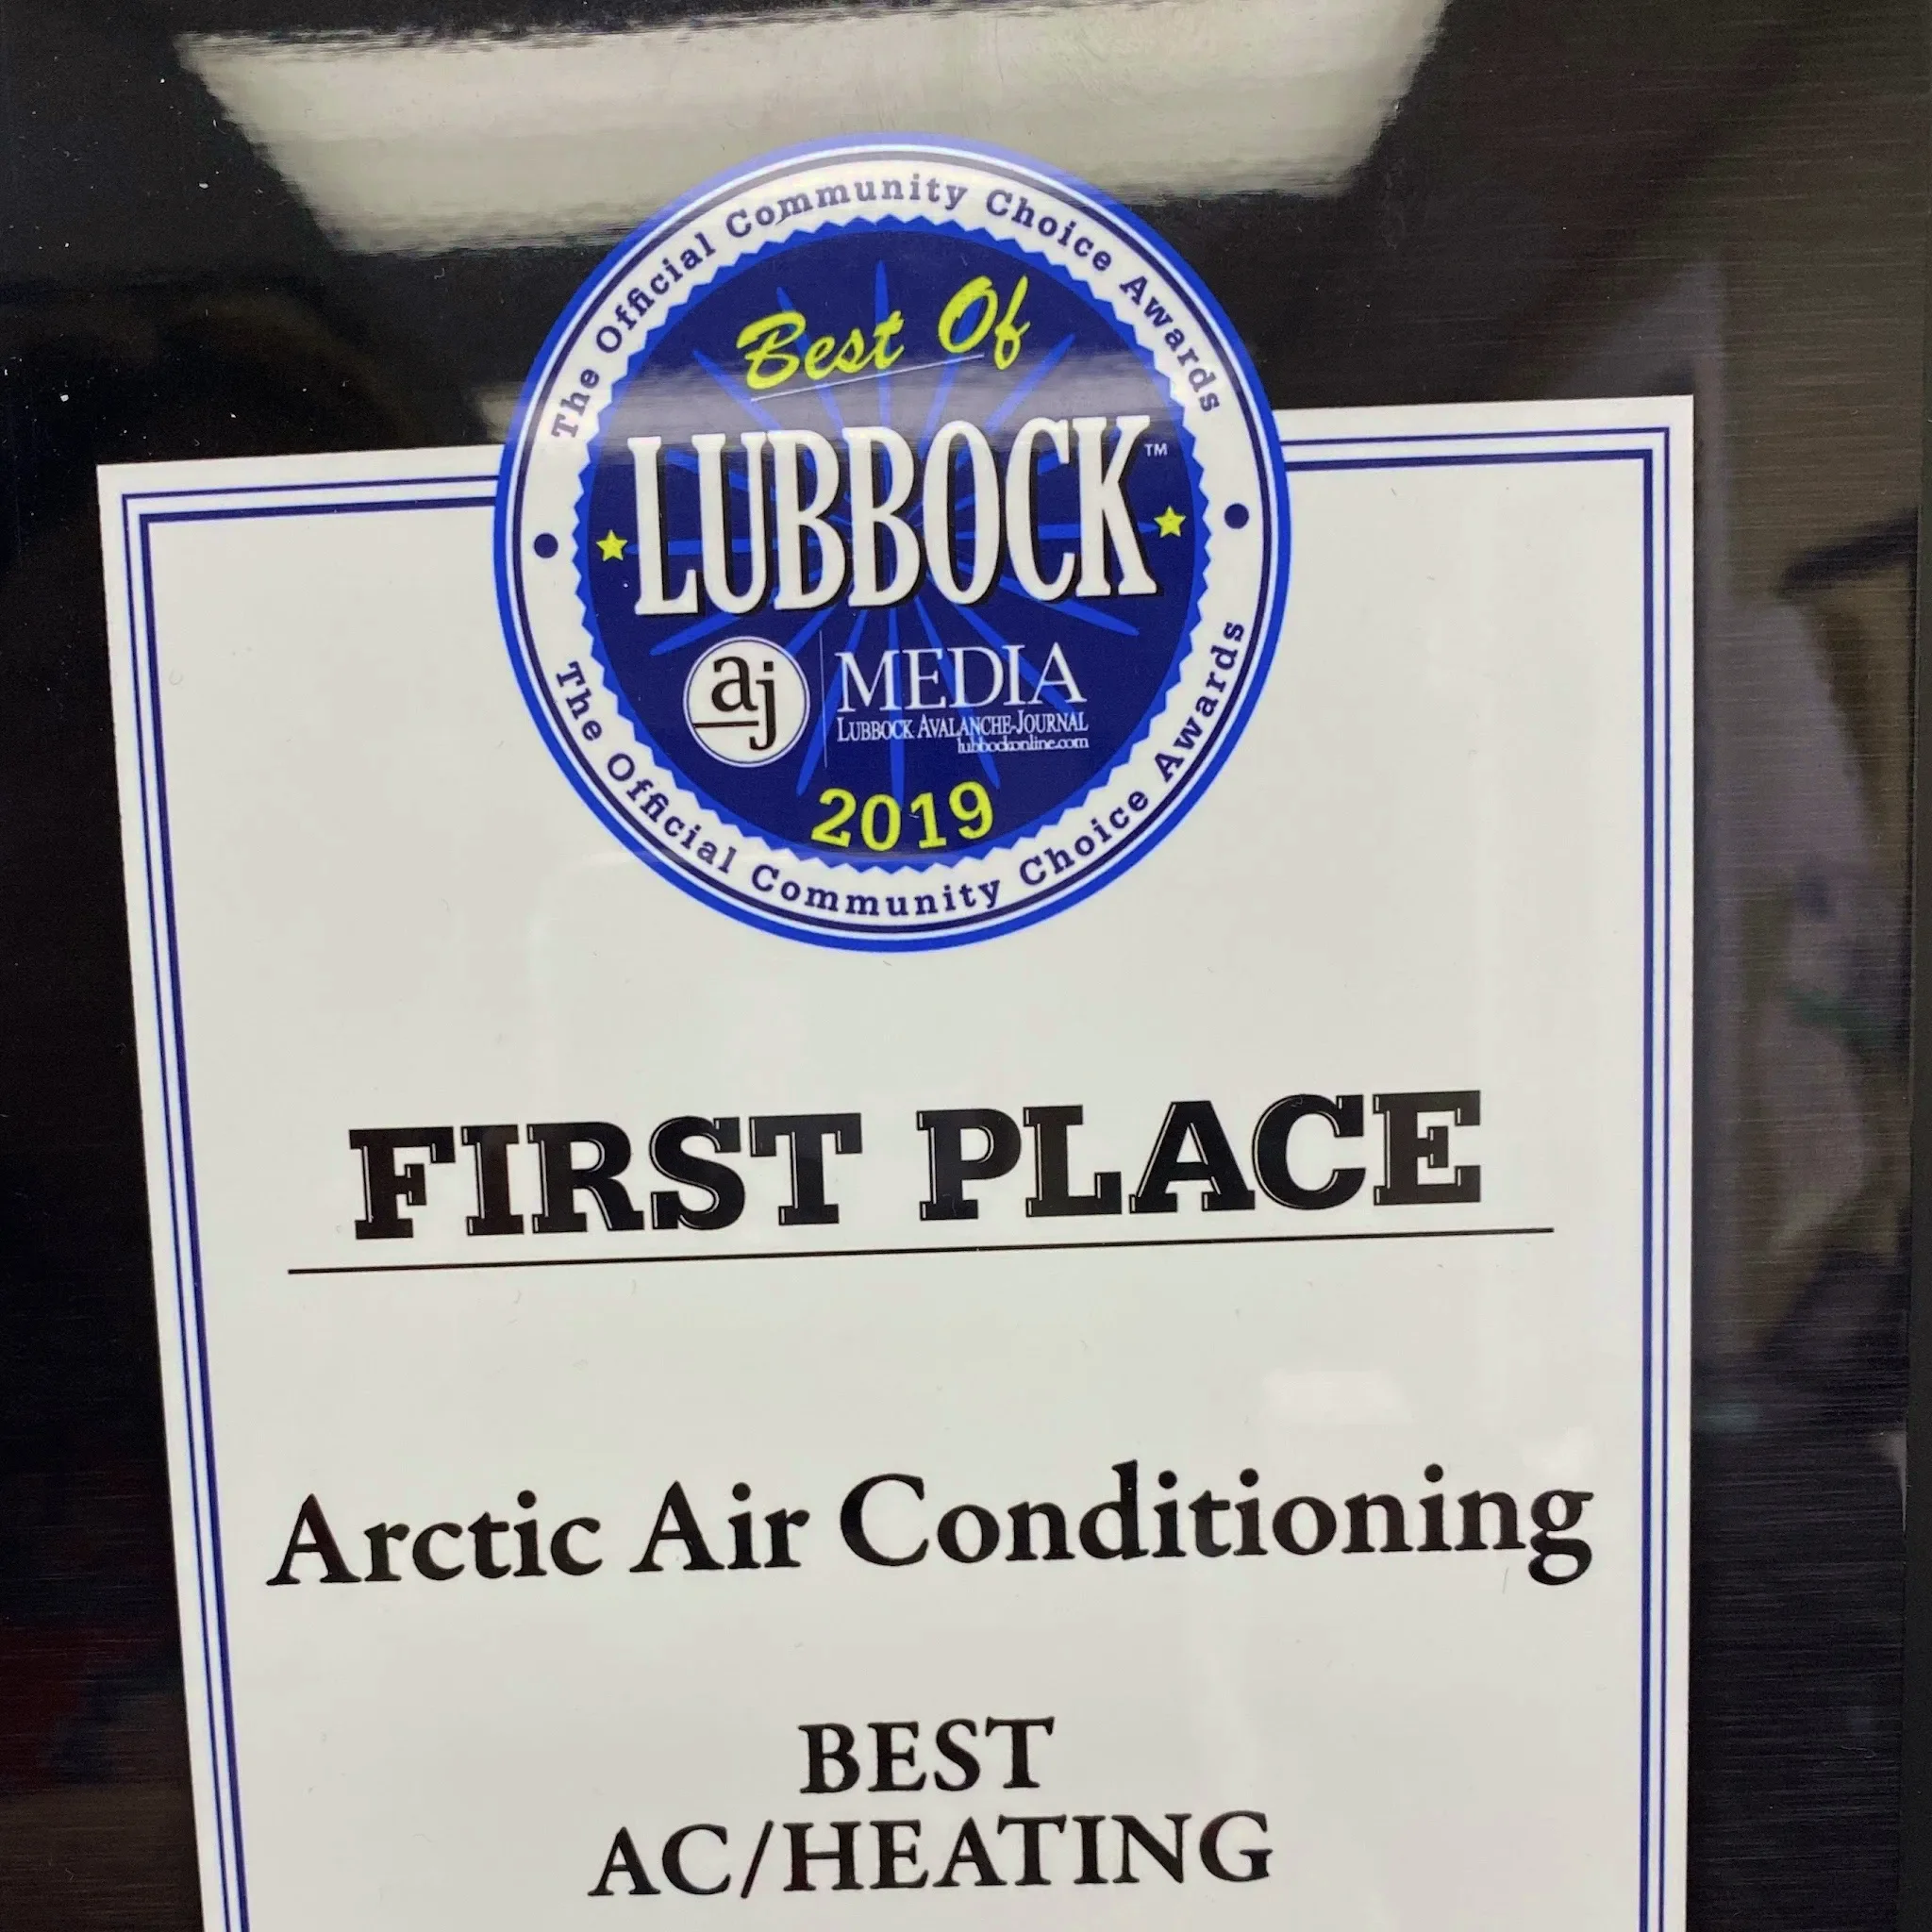 The Official Community Choice Awards
Best Of
LUBBOCK™
aj MEDIA
LUBBOCK AVALANCHE-JOURNAL
lubbockonline.com
2019
The Official Community Choice Awards
FIRST PLACE
Arctic Air Conditioning
BEST
AC/HEATING